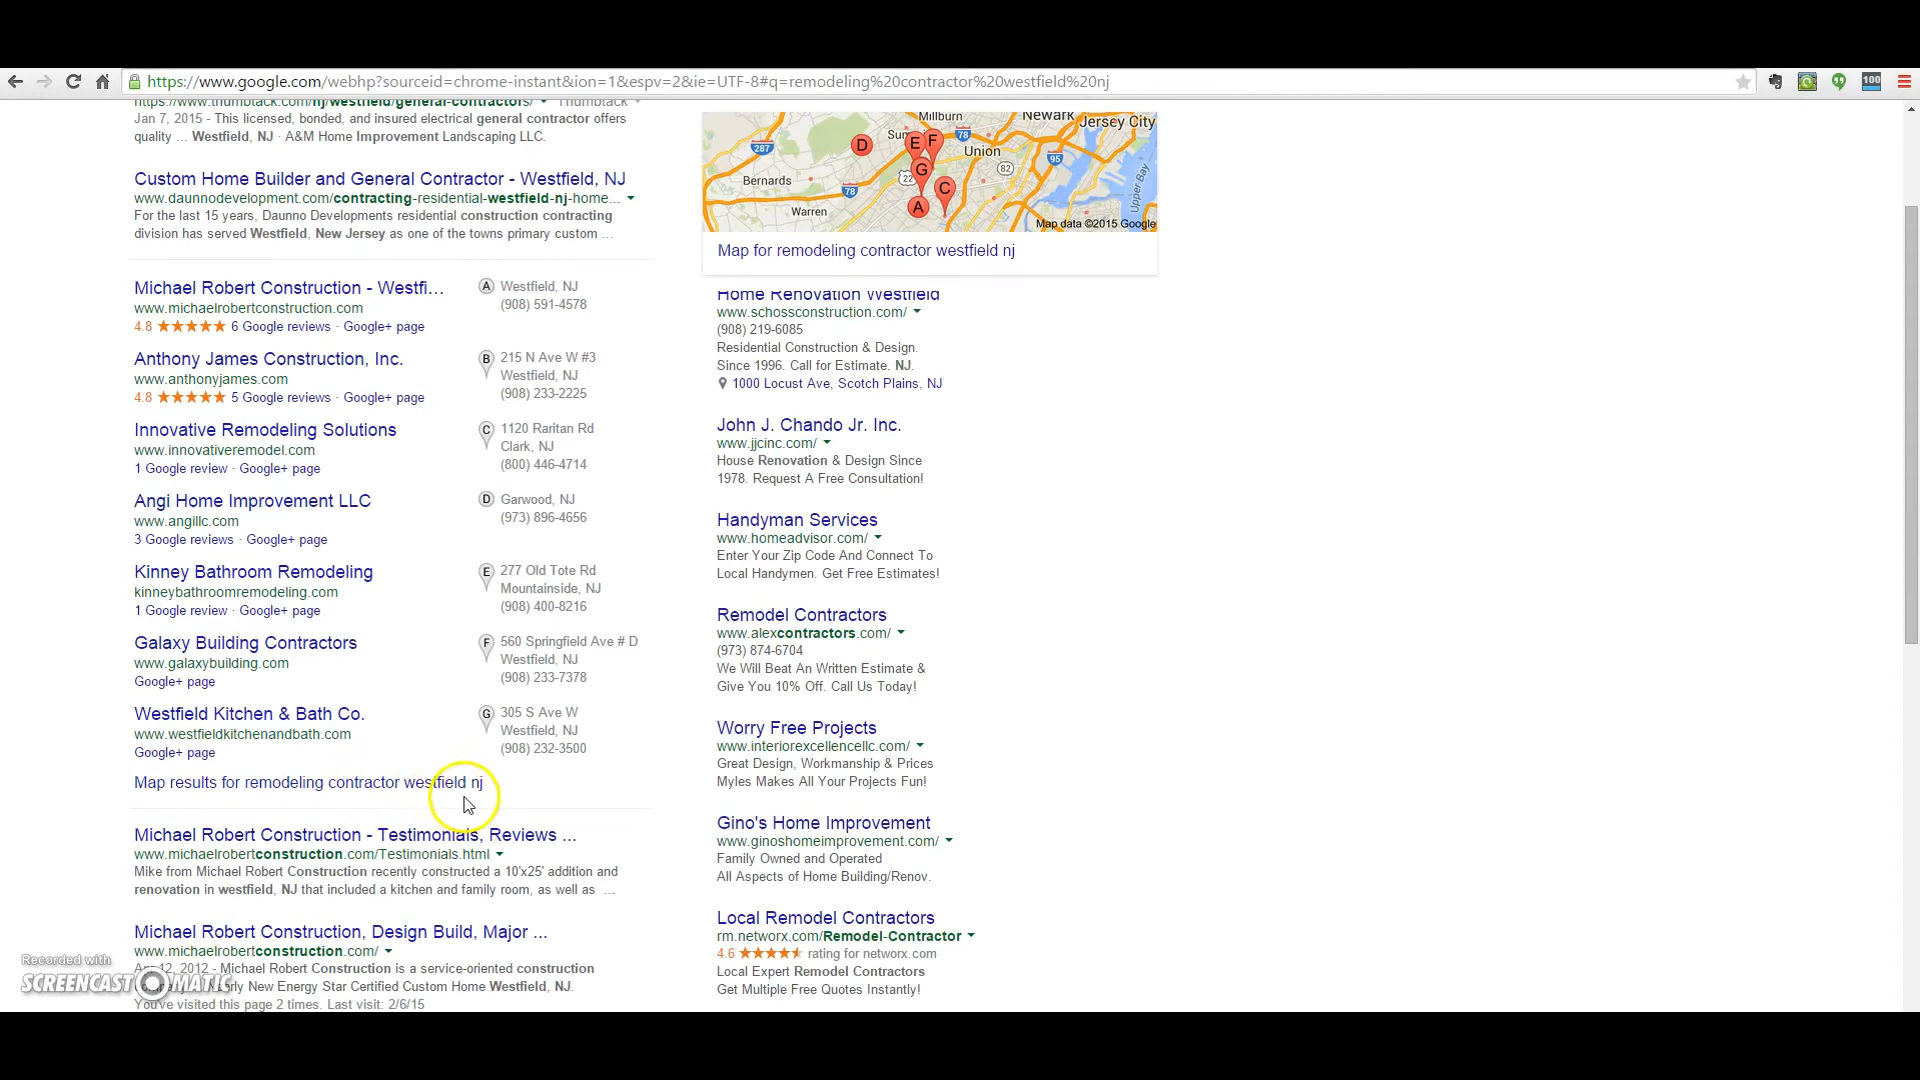 https://www.google.com/webhp?sourceid=chrome-instant&ion=1&espv=2&ie=UTF-8#q=remodeling%20contractor%20westfield%20nj
100
https://www.thumbtack.com/nj/westfield/general-contractors/ Thumbtack
Jan 7, 2015 - This licensed, bonded, and insured electrical general contractor offers
quality ... Westfield, NJ · A&M Home Improvement Landscaping LLC.
Custom Home Builder and General Contractor - Westfield, NJ
www.daunnodevelopment.com/contracting-residential-westfield-nj-home...
For the last 15 years, Daunno Developments residential construction contracting
division has served Westfield, New Jersey as one of the towns primary custom ...
Michael Robert Construction - Westfi...
www.michaelrobertconstruction.com
4.8 6 Google reviews · Google+ page
A Westfield, NJ
(908) 591-4578
Anthony James Construction, Inc.
www.anthonyjames.com
4.8 5 Google reviews · Google+ page
B 215 N Ave W #3
Westfield, NJ
(908) 233-2225
Innovative Remodeling Solutions
www.innovativeremodel.com
1 Google review · Google+ page
C 1120 Raritan Rd
Clark, NJ
(800) 446-4714
Angi Home Improvement LLC
www.angillc.com
3 Google reviews · Google+ page
D Garwood, NJ
(973) 896-4656
Kinney Bathroom Remodeling
kinneybathroomremodeling.com
1 Google review · Google+ page
E 277 Old Tote Rd
Mountainside, NJ
(908) 400-8216
Galaxy Building Contractors
www.galaxybuilding.com
Google+ page
F 560 Springfield Ave # D
Westfield, NJ
(908) 233-7378
Westfield Kitchen & Bath Co.
www.westfieldkitchenandbath.com
Google+ page
G 305 S Ave W
Westfield, NJ
(908) 232-3500
Map results for remodeling contractor westfield nj
Michael Robert Construction - Testimonials, Reviews ...
www.michaelrobertconstruction.com/Testimonials.html
Mike from Michael Robert Construction recently constructed a 10'x25' addition and
renovation in westfield, NJ that included a kitchen and family room, as well as ...
Michael Robert Construction, Design Build, Major ...
www.michaelrobertconstruction.com/
Apr 12, 2012 - Michael Robert Construction is a service-oriented construction
New Energy Star Certified Custom Home Westfield, NJ.
You've visited this page 2 times. Last visit: 2/6/15
Recorded with
SCREENCAST-O-MATIC
Millburn
Newark
Jersey City
287
D
E
F
78
Union
95
Bernards
G
22
82
Upper Bay
78
C
Warren
A
Map data ©2015 Google
Map for remodeling contractor westfield nj
Home Renovation Westfield
www.schossconstruction.com/
(908) 219-6085
Residential Construction & Design.
Since 1996. Call for Estimate. NJ.
1000 Locust Ave, Scotch Plains, NJ
John J. Chando Jr. Inc.
www.jjcinc.com/
House Renovation & Design Since
1978. Request A Free Consultation!
Handyman Services
www.homeadvisor.com/
Enter Your Zip Code And Connect To
Local Handymen. Get Free Estimates!
Remodel Contractors
www.alexcontractors.com/
(973) 874-6704
We Will Beat An Written Estimate &
Give You 10% Off. Call Us Today!
Worry Free Projects
www.interiorexcellencellc.com/
Great Design, Workmanship & Prices
Myles Makes All Your Projects Fun!
Gino's Home Improvement
www.ginoshomeimprovement.com/
Family Owned and Operated
All Aspects of Home Building/Renov.
Local Remodel Contractors
rm.networx.com/Remodel-Contractor
4.6 rating for networx.com
Local Expert Remodel Contractors
Get Multiple Free Quotes Instantly!